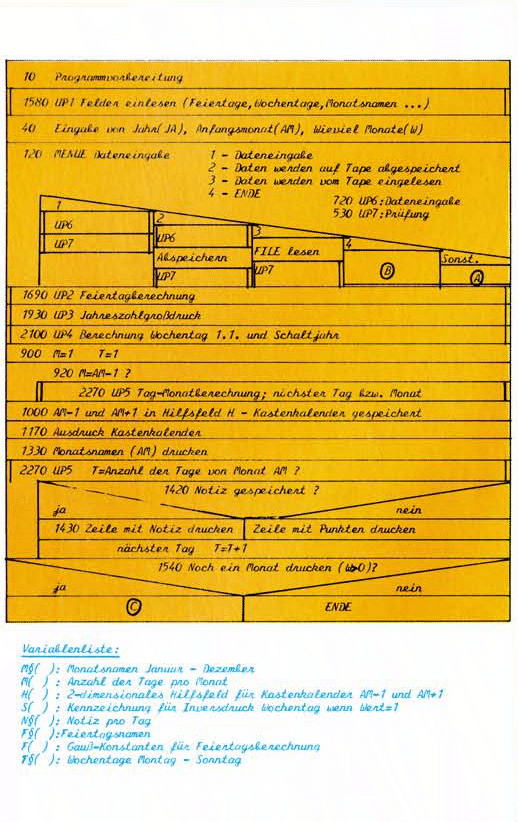 10 Programmvorbereitung
1580 UP1 Felder einlesen (Feiertage,Wochentage,Monatsnamen ...)
40 Eingabe von Jahr(JA), Anfangsmonat(AM), Wieviel Monate(W)
120 MENUE Dateneingabe 1 - Dateneingabe
2 - Daten werden auf Tape abgespeichert
3 - Daten werden vom Tape eingelesen
4 - ENDE
720 UP6:Dateneingabe
530 UP7:Prüfung
1 2 3 4 Sonst.
UP6 UP6 FILE lesen B A
UP7 Abspeichern UP7
UP7
1690 UP2 Feiertagberechnung
1930 UP3 Jahreszahlgroßdruck
2100 UP4 Berechnung Wochentag 1.1. und Schaltjahr
900 M=1 T=1
920 M=AM-1 ?
2270 UP5 Tag-Monatberechnung; nächster Tag bzw. Monat
1000 AM-1 und AM+1 in Hilfsfeld H - Kastenkalender gespeichert
1170 Ausdruck Kastenkalender
1330 Monatsnamen (AM) drucken
2270 UP5 T=Anzahl der Tage von Monat AM ?
1420 Notiz gespeichert ?
ja nein
1430 Zeile mit Notiz drucken Zeile mit Punkten drucken
nächster Tag T=T+1
1540 Noch ein Monat drucken (W>0)?
ja nein
C ENDE
Variablenliste:
M$( ): Monatsnamen Januar - Dezember
M( ) : Anzahl der Tage pro Monat
H( ) : 2-dimensionales Hilfsfeld für Kastenkalender AM-1 und AM+1
S( ) : Kennzeichnung für Inversdruck Wochentag wenn Wert=1
N$( ): Notiz pro Tag
F$( ):Feiertagsnamen
F( ) : Gauß-Konstanten für Feiertagsberechnung
T$( ): Wochentage Montag - Sonntag